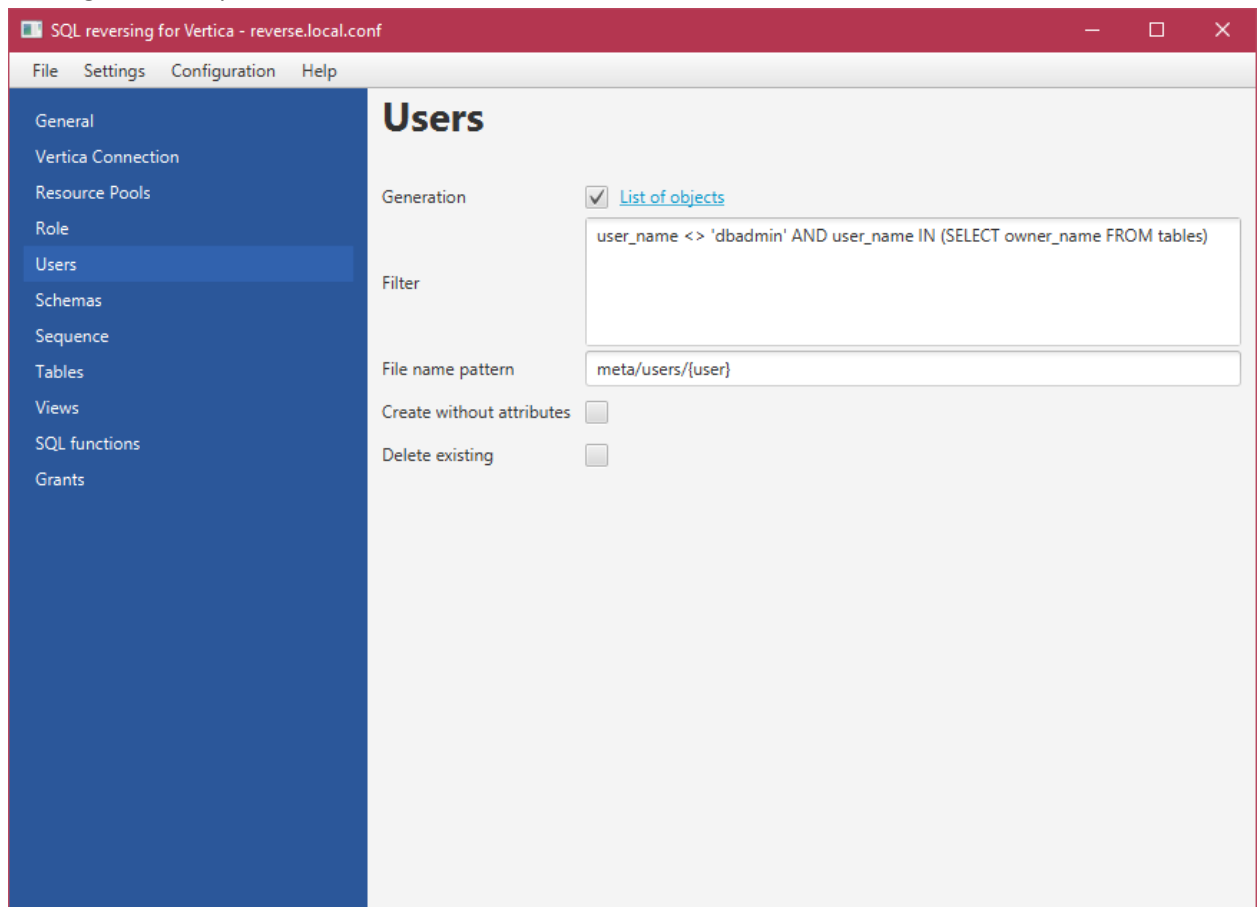 SQL reversing for Vertica - reverse.local.conf
File Settings Configuration Help
General
Vertica Connection
Resource Pools
Role
Users
Schemas
Sequence
Tables
Views
SQL functions
Grants
Users
Generation List of objects
Filter
user_name <> 'dbadmin' AND user_name IN (SELECT owner_name FROM tables)
File name pattern meta/users/{user}
Create without attributes
Delete existing